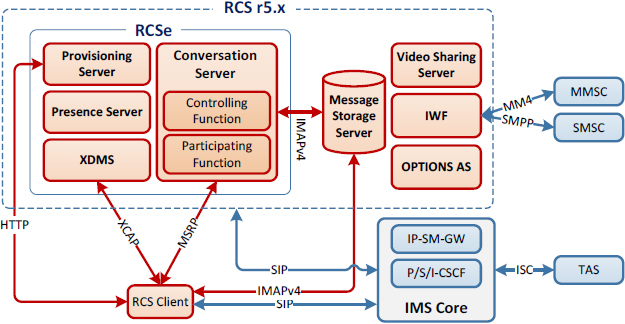 RCS r5.x
RCSe
Provisioning
Server
Presence Server
XDMS
Conversation
Server
Controlling
Function
Participating
Function
IMAPv4
Message
Storage
Server
Video Sharing
Server
IWF
OPTIONS AS
MM4
SMPP
MMSC
SMSC
HTTP
XCAP
MSRP
SIP
IP-SM-GW
P/S/I-CSCF
IMS Core
ISC
TAS
RCS Client
IMAPv4
SIP